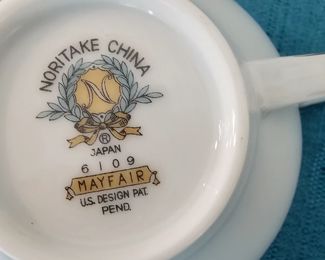 NORITAKE CHINA
N
®
JAPAN
6109
MAYFAIR
U.S. DESIGN PAT.
PEND.